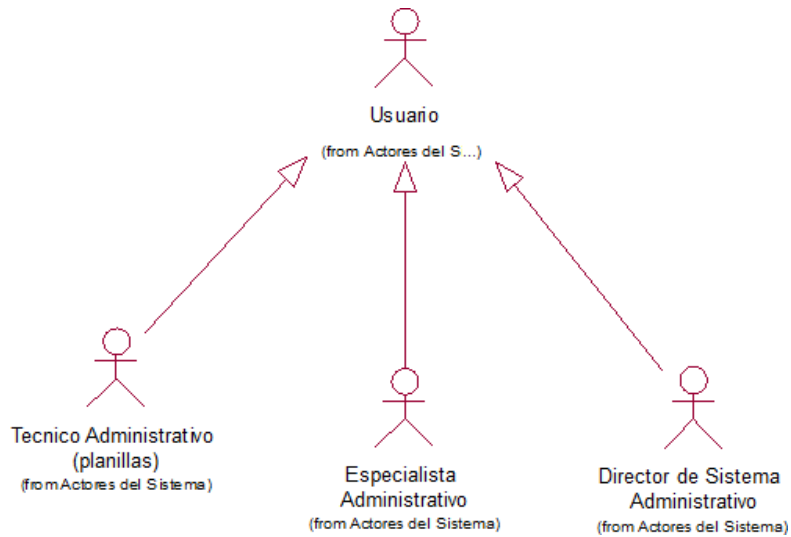 Usuario
(from Actores del S...)
Tecnico Administrativo
(planillas)
(from Actores del Sistema)
Especialista
Administrativo
(from Actores del Sistema)
Director de Sistema
Administrativo
(from Actores del Sistema)